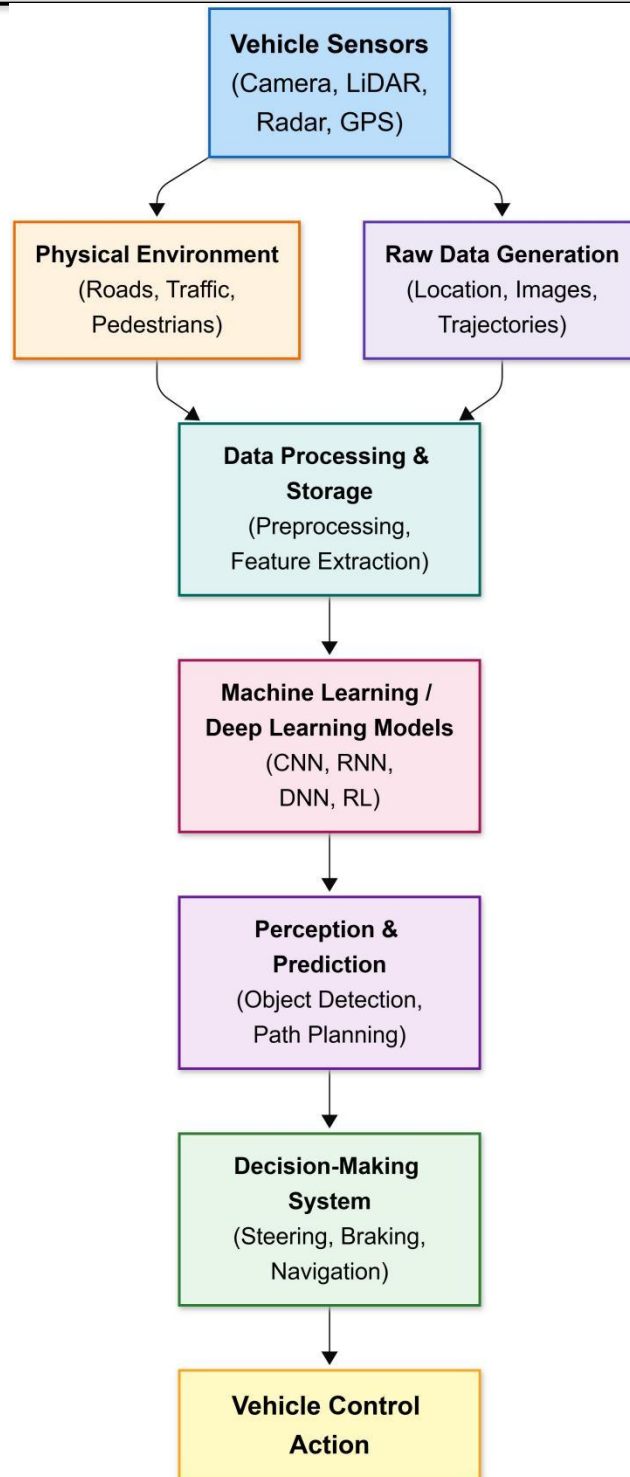 Vehicle Sensors
(Camera, LiDAR,
Radar, GPS)
Physical Environment
(Roads, Traffic,
Pedestrians)
Raw Data Generation
(Location, Images,
Trajectories)
Data Processing &
Storage
(Preprocessing,
Feature Extraction)
Machine Learning /
Deep Learning Models
(CNN, RNN,
DNN, RL)
Perception &
Prediction
(Object Detection,
Path Planning)
Decision-Making
System
(Steering, Braking,
Navigation)
Vehicle Control
Action